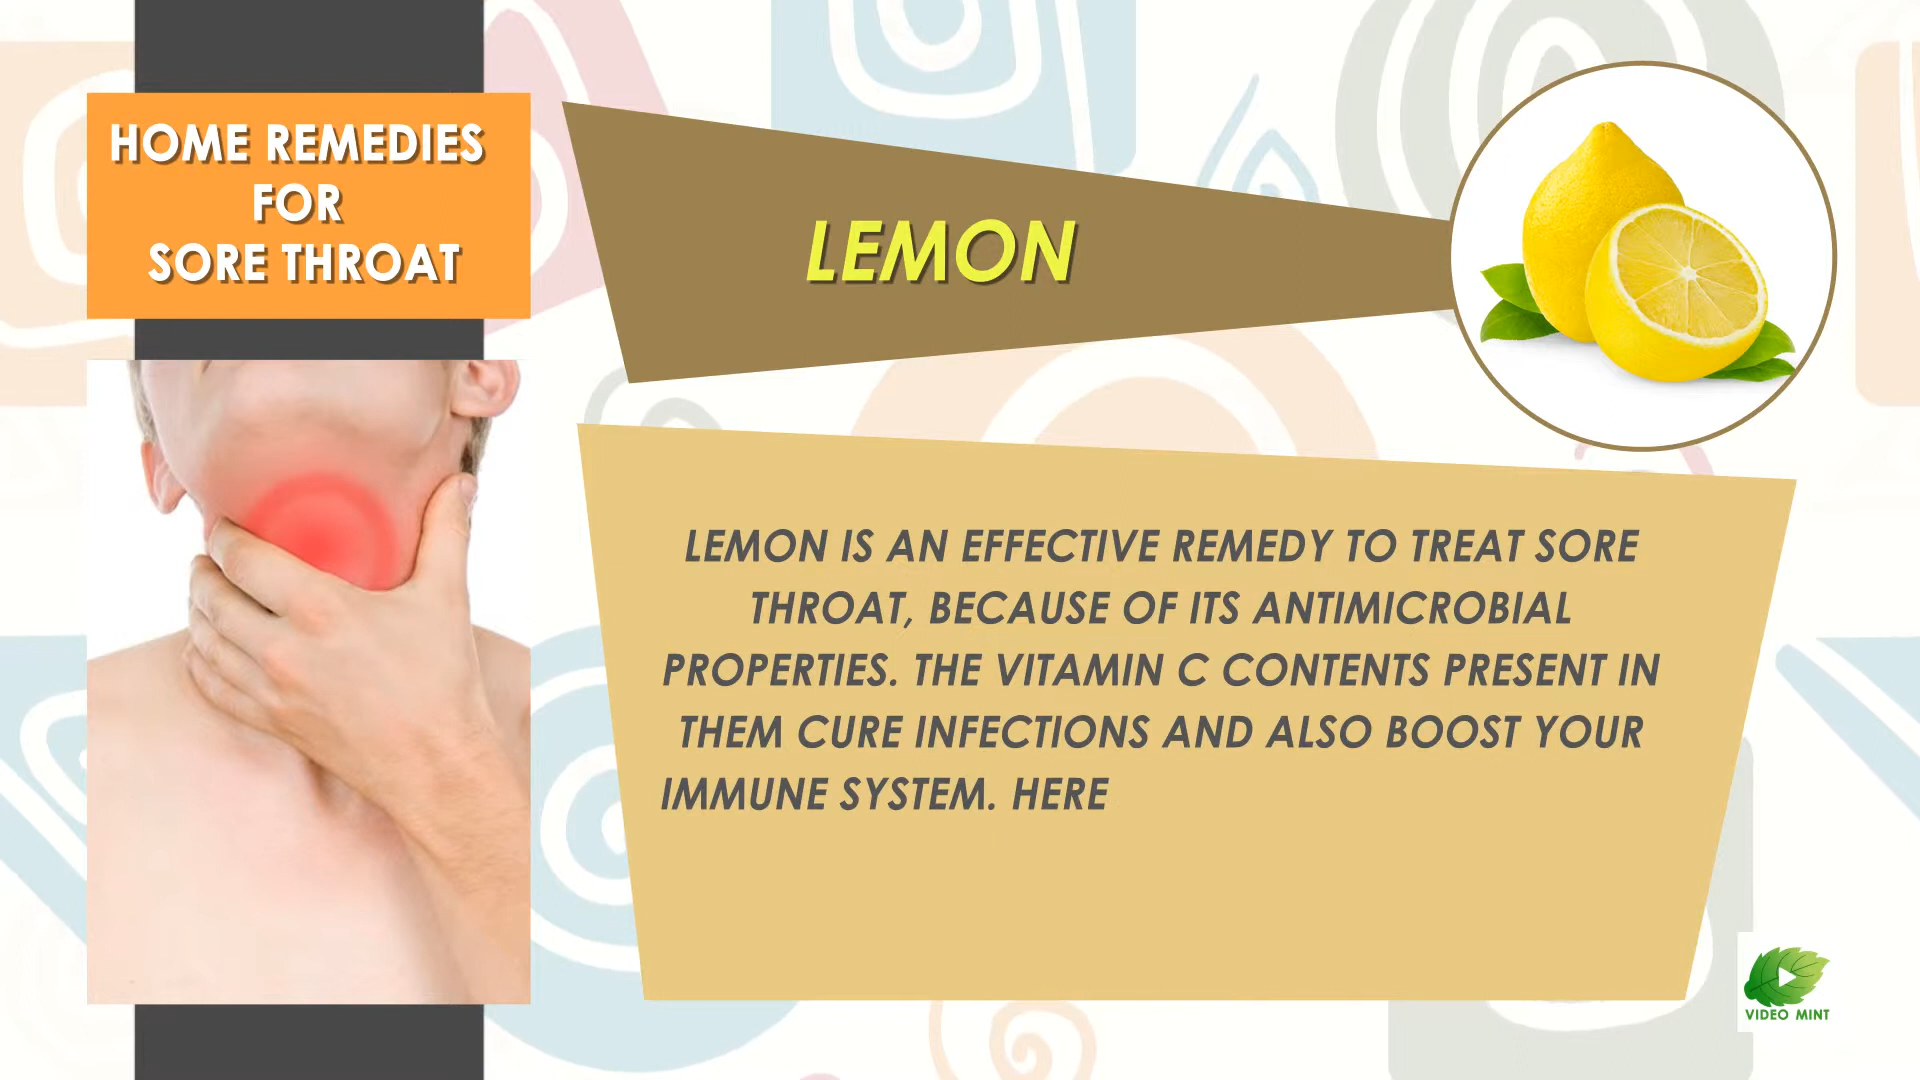 HOME REMEDIES
FOR
SORE THROAT
LEMON
LEMON IS AN EFFECTIVE REMEDY TO TREAT SORE
THROAT, BECAUSE OF ITS ANTIMICROBIAL
PROPERTIES. THE VITAMIN C CONTENTS PRESENT IN
THEM CURE INFECTIONS AND ALSO BOOST YOUR
IMMUNE SYSTEM. HERE
VIDEO MINT